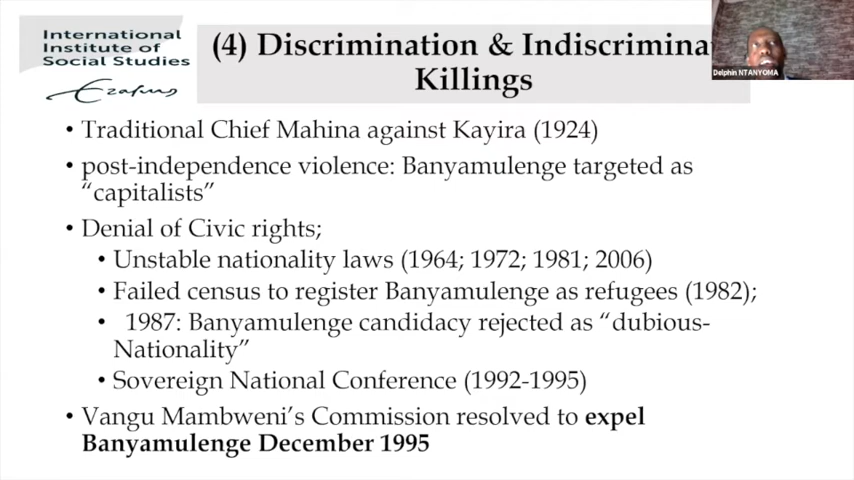 International
Institute of
Social Studies
Erasmus
(4) Discrimination & Indiscrimina
Killings
Delphin NTANYOMA
• Traditional Chief Mahina against Kayira (1924)
• post-independence violence: Banyamulenge targeted as
“capitalists”
• Denial of Civic rights;
• Unstable nationality laws (1964; 1972; 1981; 2006)
• Failed census to register Banyamulenge as refugees (1982);
• 1987: Banyamulenge candidacy rejected as “dubious-
Nationality”
• Sovereign National Conference (1992-1995)
• Vangu Mambweni’s Commission resolved to expel
Banyamulenge December 1995